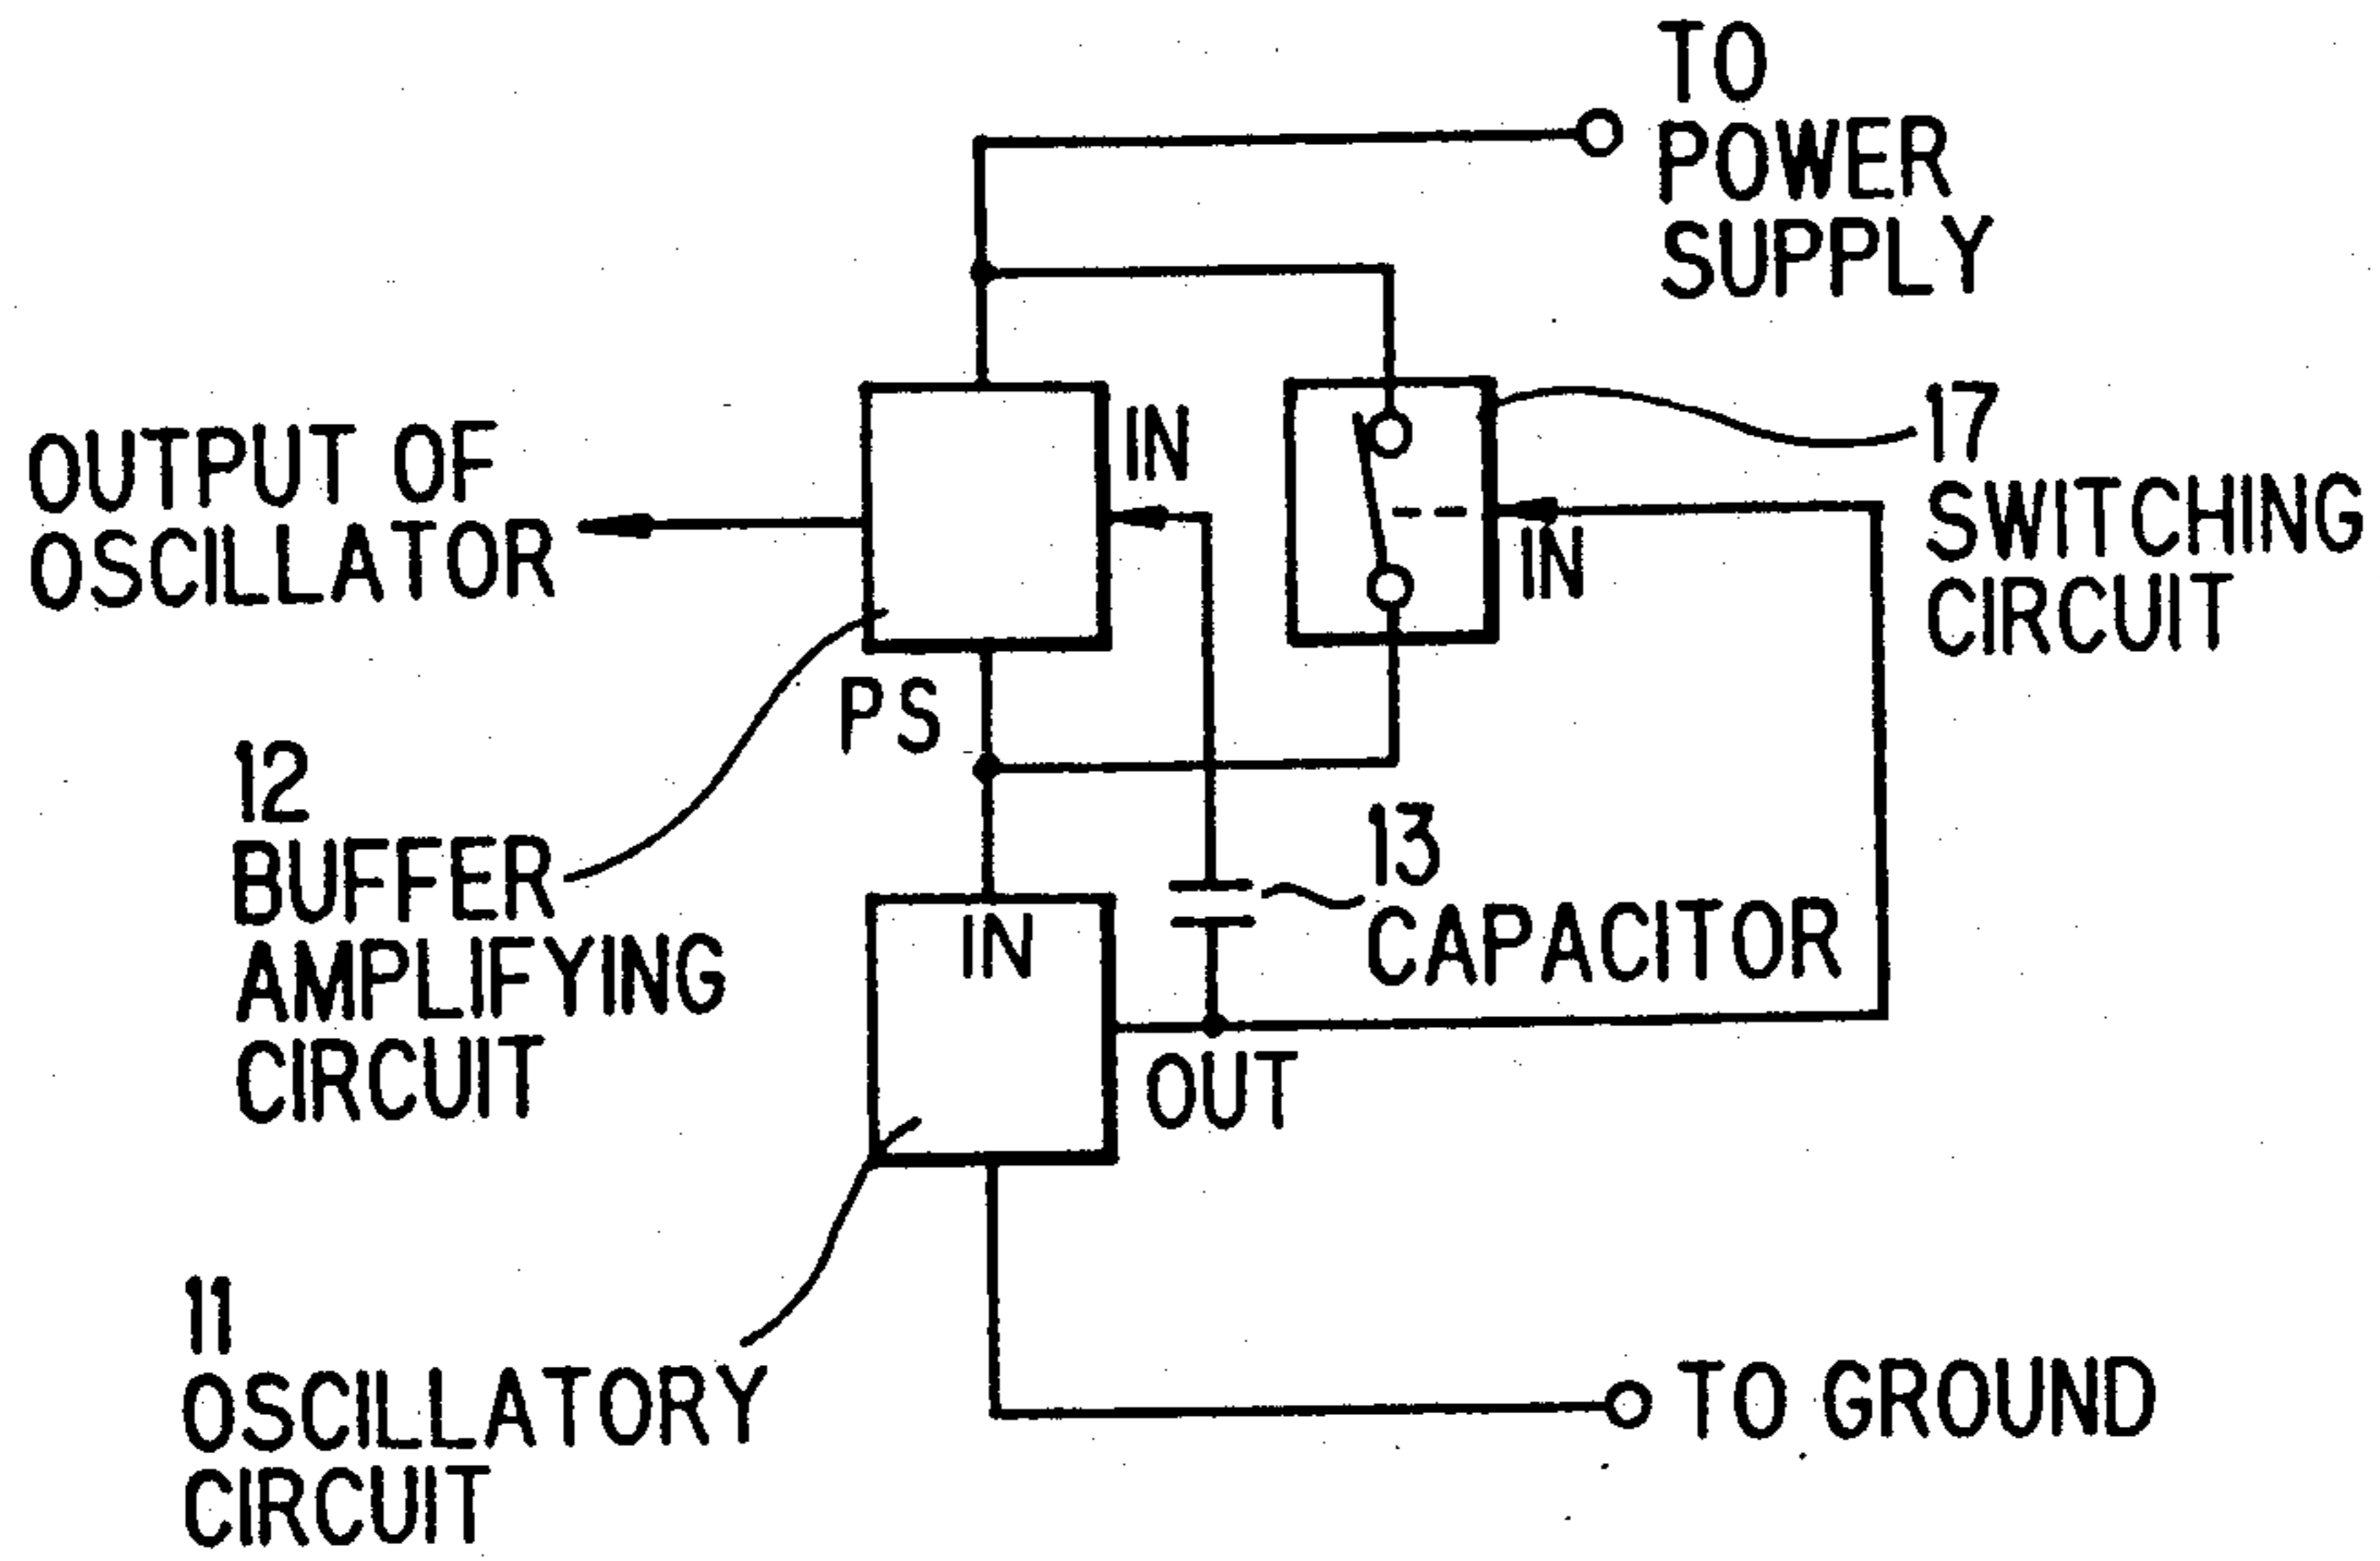 TO
POWER
SUPPLY
OUTPUT OF
OSCILLATOR
IN
IN
17
SWITCHING
CIRCUIT
PS
12
BUFFER
AMPLIFYING
CIRCUIT
13
CAPACITOR
IN
OUT
11
OSCILLATORY
CIRCUIT
TO GROUND